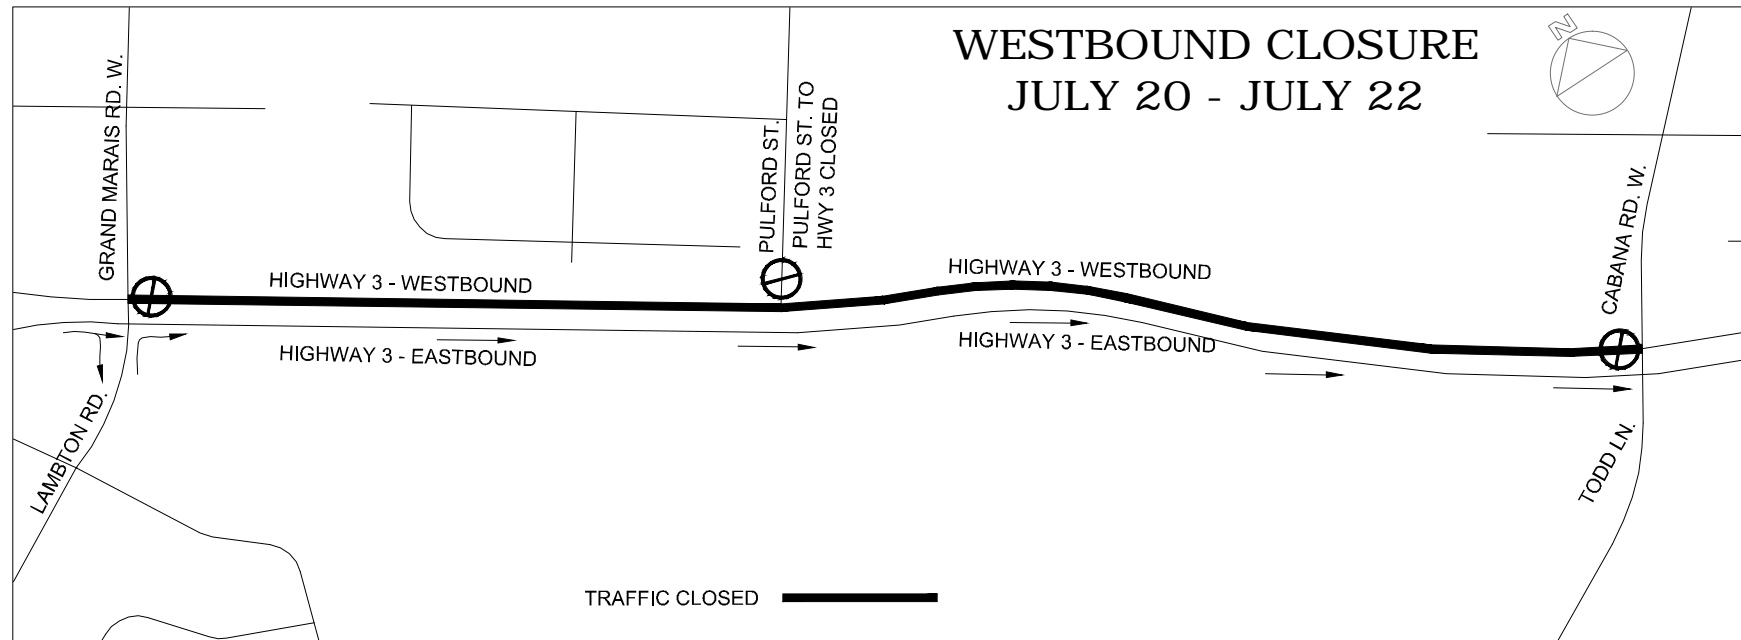 WESTBOUND CLOSURE
JULY 20 - JULY 22
N
GRAND MARAIS RD. W.
PULFORD ST.
PULFORD ST. TO
HWY 3 CLOSED
CABANA RD. W.
HIGHWAY 3 - WESTBOUND
HIGHWAY 3 - WESTBOUND
HIGHWAY 3 - EASTBOUND
HIGHWAY 3 - EASTBOUND
LAMBTON RD.
TODD LN.
TRAFFIC CLOSED